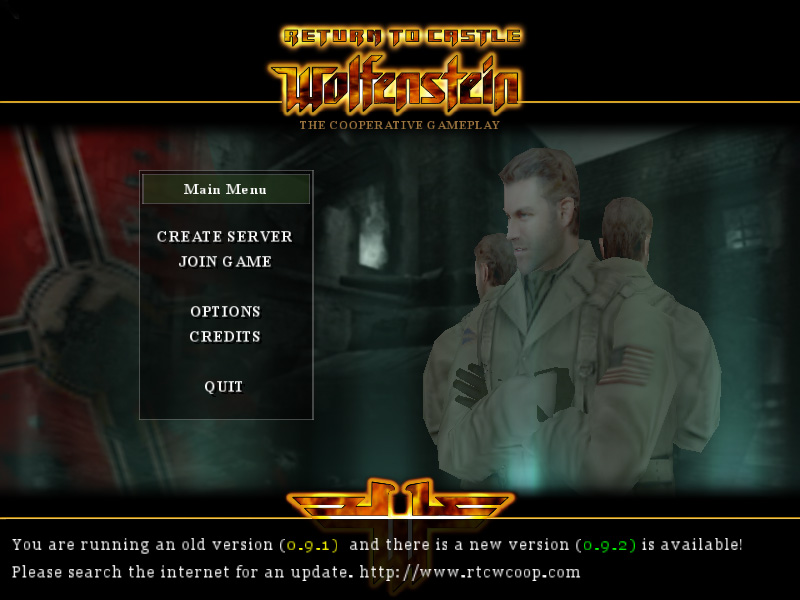 RETURN TO CASTLE
Wolfenstein
THE COOPERATIVE GAMEPLAY
Main Menu
CREATE SERVER
JOIN GAME
OPTIONS
CREDITS
QUIT
You are running an old version (0.9.1) and there is a new version (0.9.2) is available!
Please search the internet for an update. http://www.rtcwcoop.com